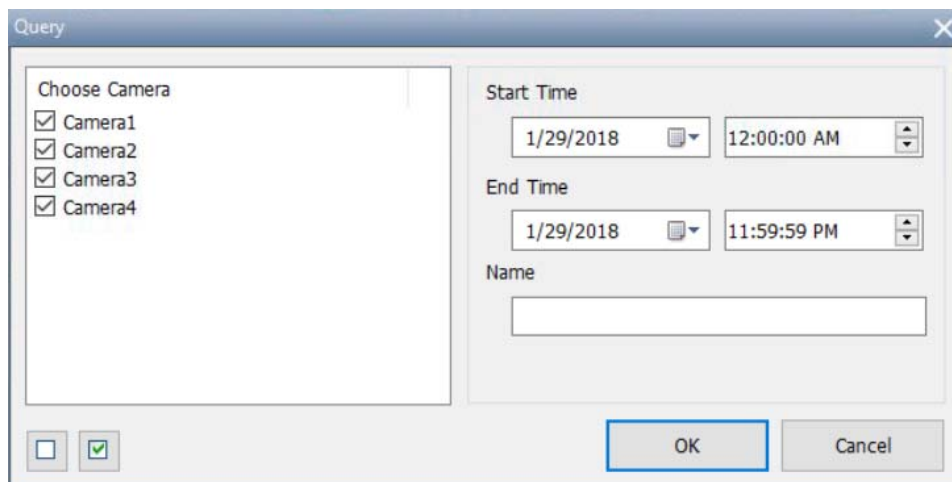 Query
Choose Camera
Camera1
Camera2
Camera3
Camera4
Start Time
1/29/2018 12:00:00 AM
End Time
1/29/2018 11:59:59 PM
Name
OK Cancel